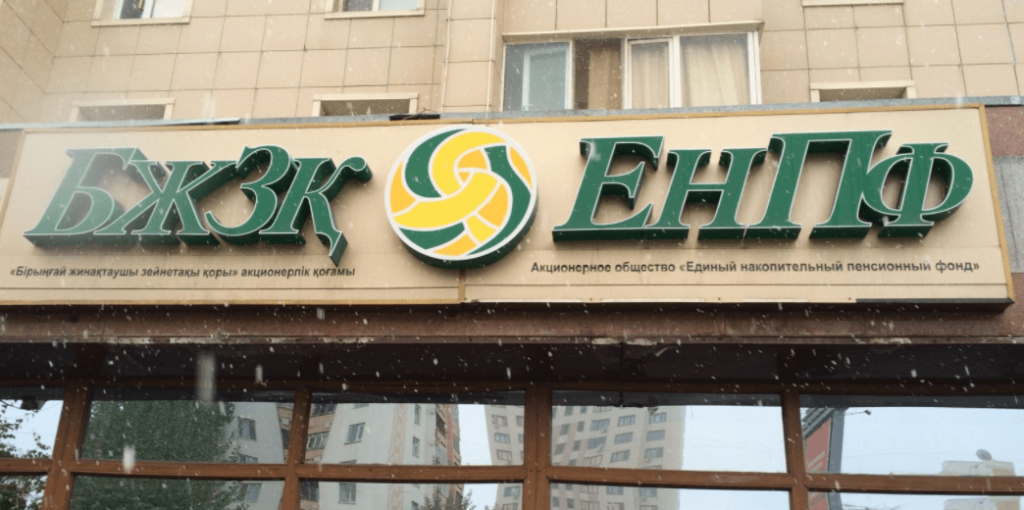 БЖЗҚ
ЕНПФ
«Бірыңғай жинақтаушы зейнетақы қоры» акционерлік қоғамы
Акционерное общество «Единый накопительный пенсионный фонд»